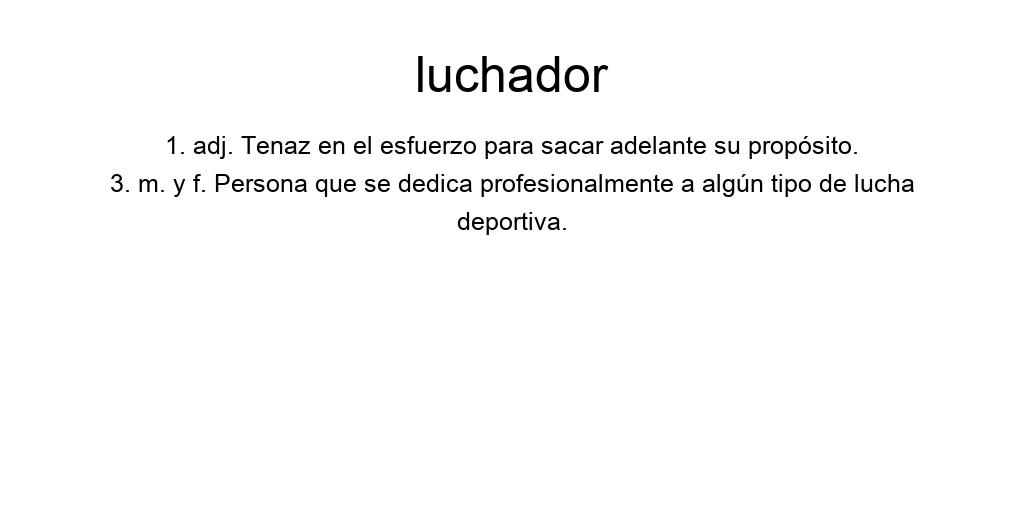 luchador
1. adj. Tenaz en el esfuerzo para sacar adelante su propósito.
3. m. y f. Persona que se dedica profesionalmente a algún tipo de lucha
deportiva.